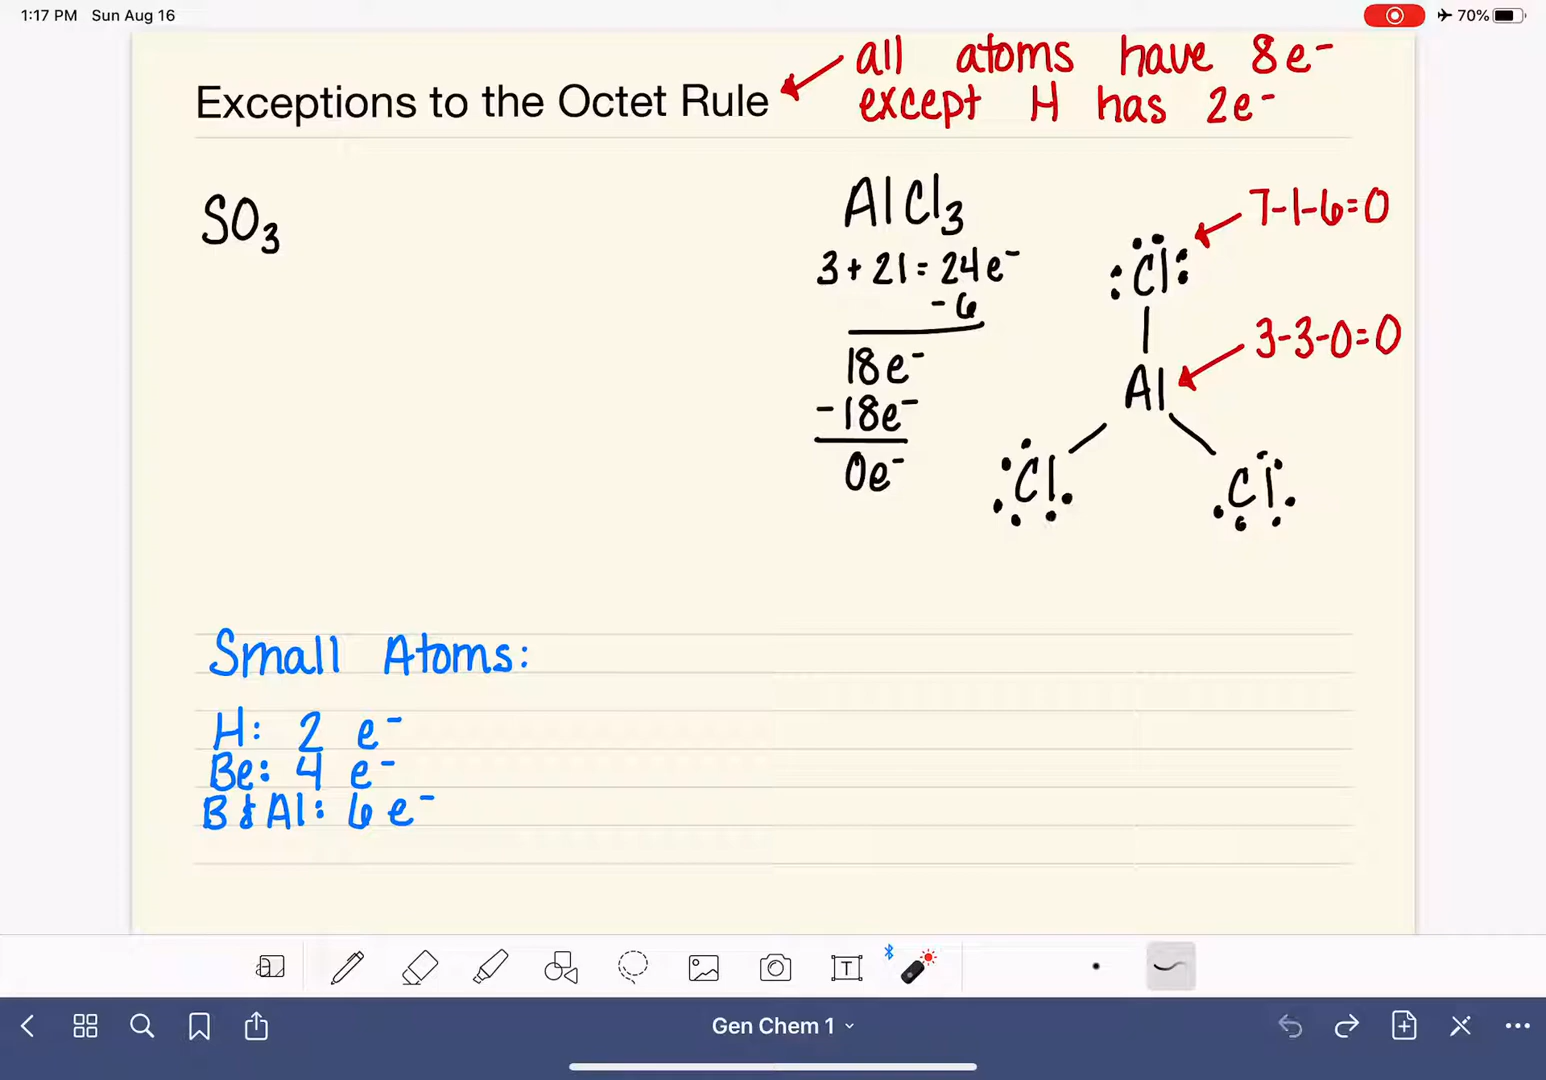 1:17 PM Sun Aug 16
70%
all atoms have 8e⁻
Exceptions to the Octet Rule
except H has 2e⁻
SO₃
AlCl₃
3 + 21 = 24e⁻
- 6
18e⁻
-18e⁻
0e⁻
7-1-6=0
Cl
3-3-0=0
Al
Cl
Cl
Small Atoms:
H: 2 e⁻
Be: 4 e⁻
B & Al: 6 e⁻
T
Gen Chem 1